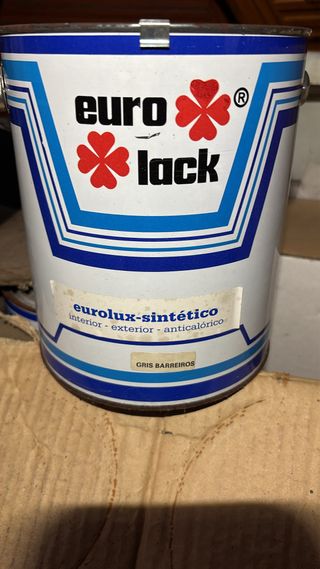 euro ®
lack
eurolux-sintético
interior - exterior - anticalórico
GRIS BARREIROS